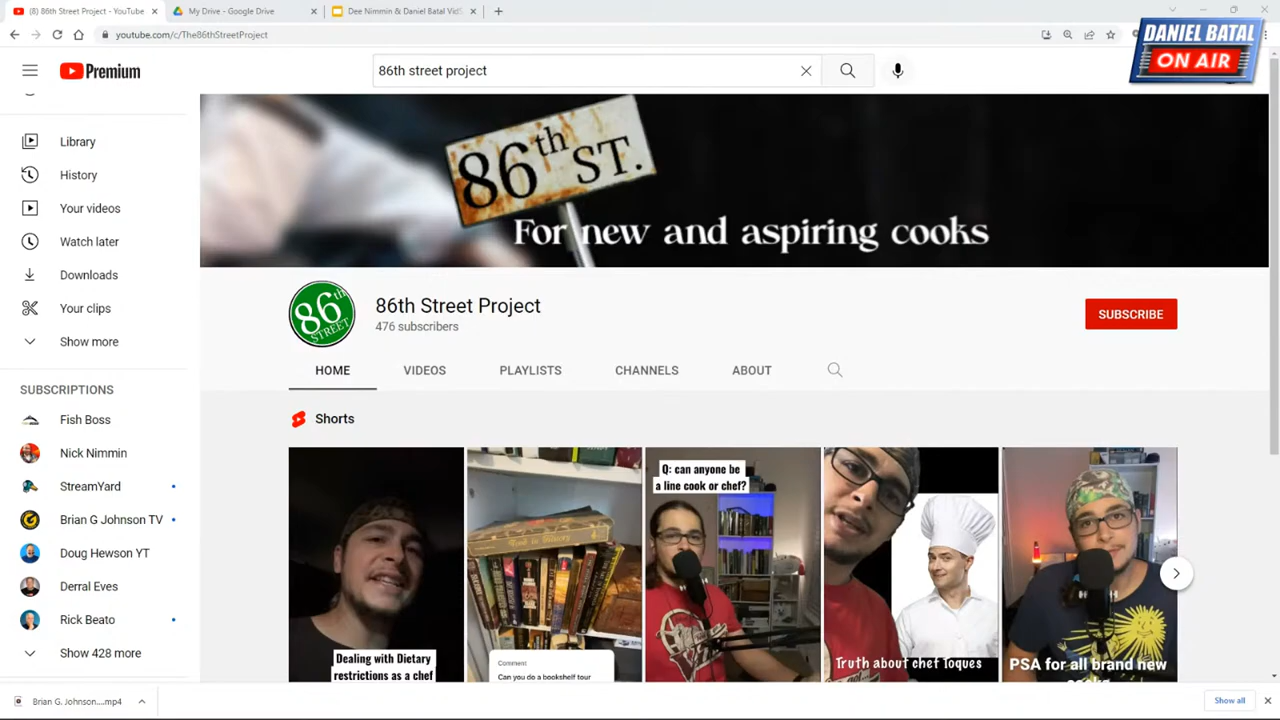 (8) 86th Street Project - YouTube
My Drive - Google Drive
Dee Nimmin & Daniel Batal VidS
youtube.com/c/The86thStreetProject
DANIEL BATAL
ON AIR
Premium
86th street project
Library
History
Your videos
Watch later
Downloads
Your clips
Show more
SUBSCRIPTIONS
Fish Boss
Nick Nimmin
StreamYard
Brian G Johnson TV
Doug Hewson YT
Derral Eves
Rick Beato
Show 428 more
86th ST.
For new and aspiring cooks
86th STREET
86th Street Project
476 subscribers
SUBSCRIBE
HOME
VIDEOS
PLAYLISTS
CHANNELS
ABOUT
Shorts
Dealing with Dietary
restrictions as a chef
Comment
Can you do a bookshelf tour
Q: can anyone be
a line cook or chef?
Truth about chef toques
PSA for all brand new
Brian G. Johnson....mp4
Show all